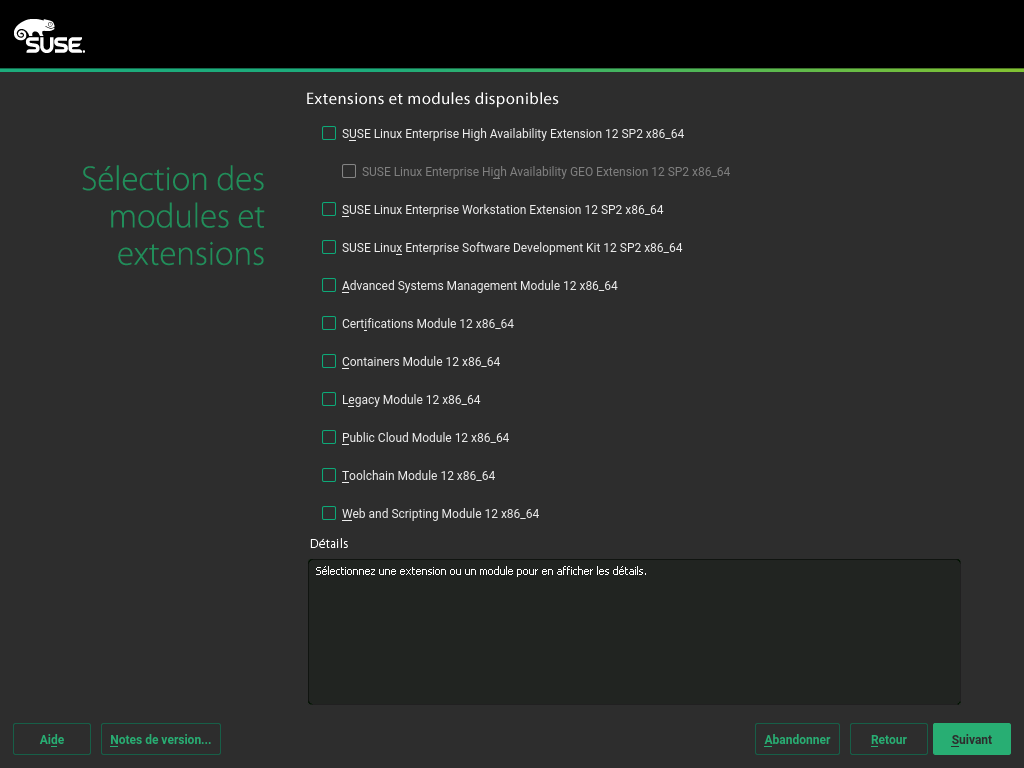 SUSE.
Extensions et modules disponibles
SUSE Linux Enterprise High Availability Extension 12 SP2 x86_64
SUSE Linux Enterprise High Availability GEO Extension 12 SP2 x86_64
Sélection des
modules et
extensions
SUSE Linux Enterprise Workstation Extension 12 SP2 x86_64
SUSE Linux Enterprise Software Development Kit 12 SP2 x86_64
Advanced Systems Management Module 12 x86_64
Certifications Module 12 x86_64
Containers Module 12 x86_64
Legacy Module 12 x86_64
Public Cloud Module 12 x86_64
Toolchain Module 12 x86_64
Web and Scripting Module 12 x86_64
Détails
Sélectionnez une extension ou un module pour en afficher les détails.
Aide
Notes de version...
Abandonner
Retour
Suivant